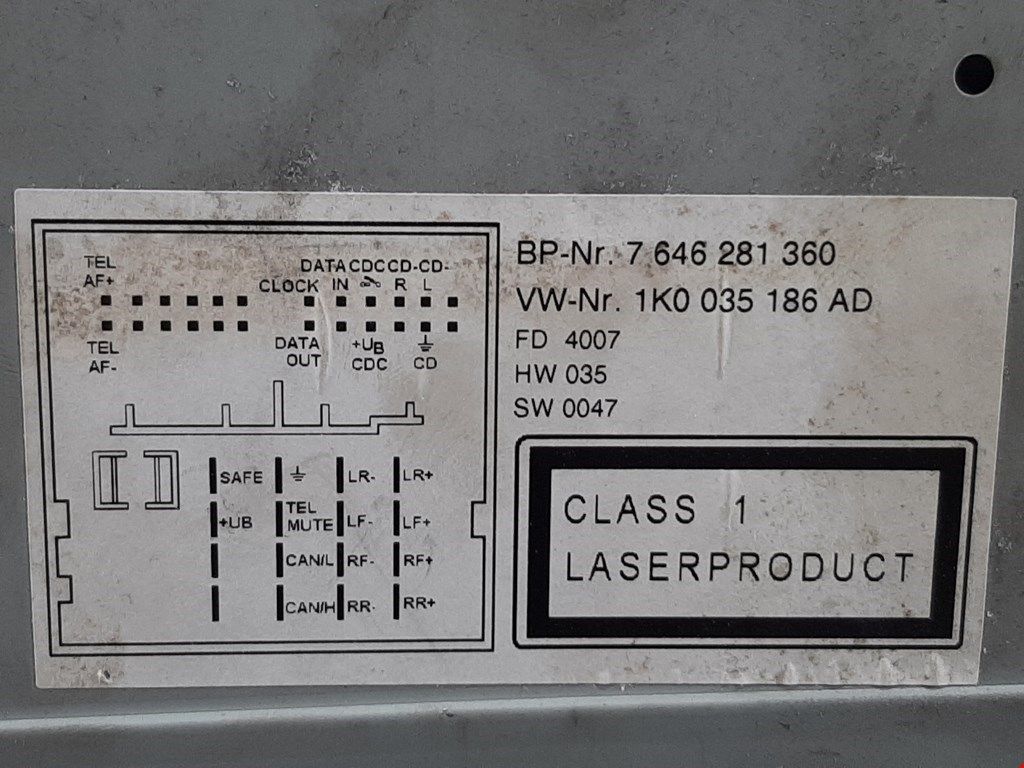 TEL
AF+
DATA CDC CD- CD-
CLOCK IN R L
TEL
AF-
DATA
OUT
+UB
CDC
CD
SAFE LR- LR+
+UB TEL
MUTE LF- LF+
CAN/L RF- RF+
CAN/H RR- RR+
BP-Nr. 7 646 281 360
VW-Nr. 1K0 035 186 AD
FD 4007
HW 035
SW 0047
CLASS 1
LASERPRODUCT